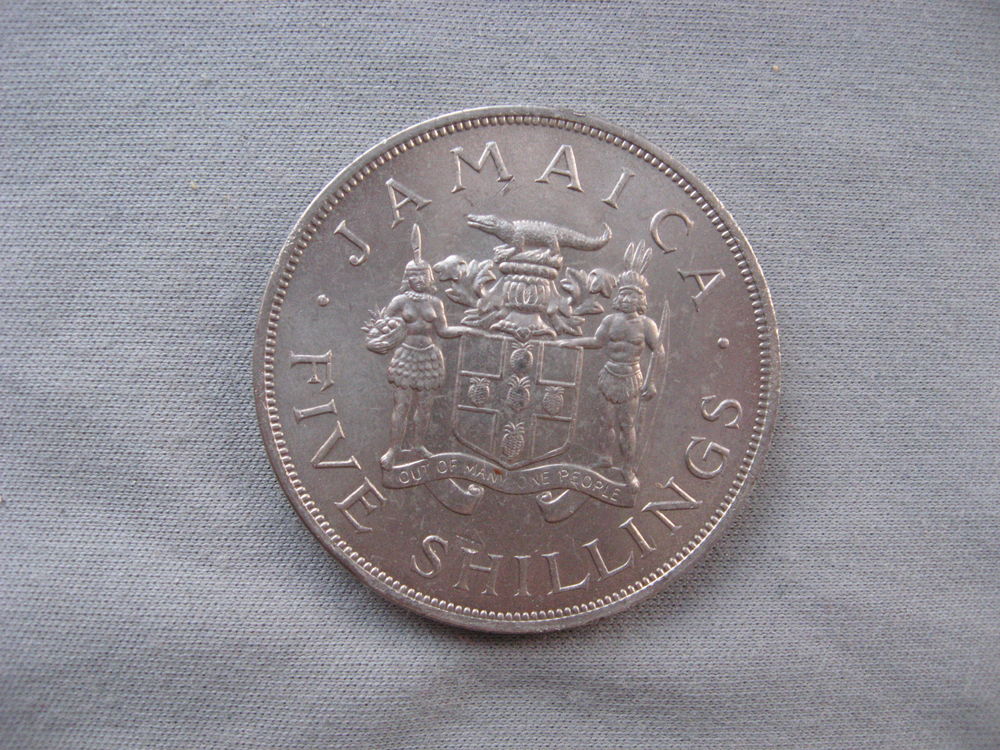 JAMAICA
OUT OF MANY, ONE PEOPLE
FIVE SHILLINGS